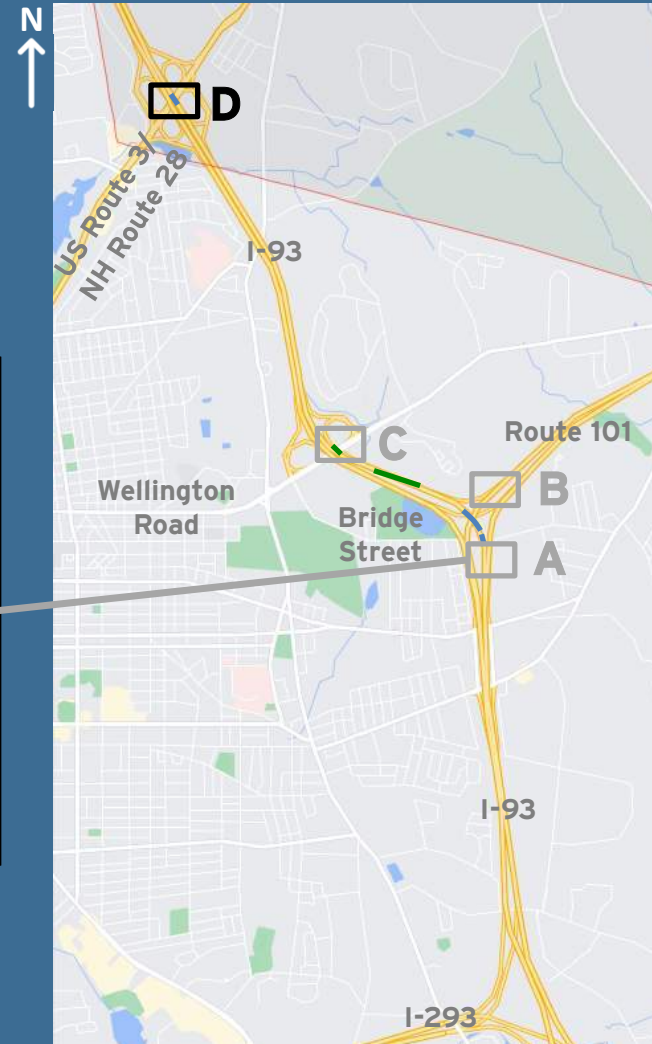 N
D
US Route 3/
NH Route 28
I-93
C
Route 101
B
Wellington
Road
Bridge
Street
A
I-93
I-293